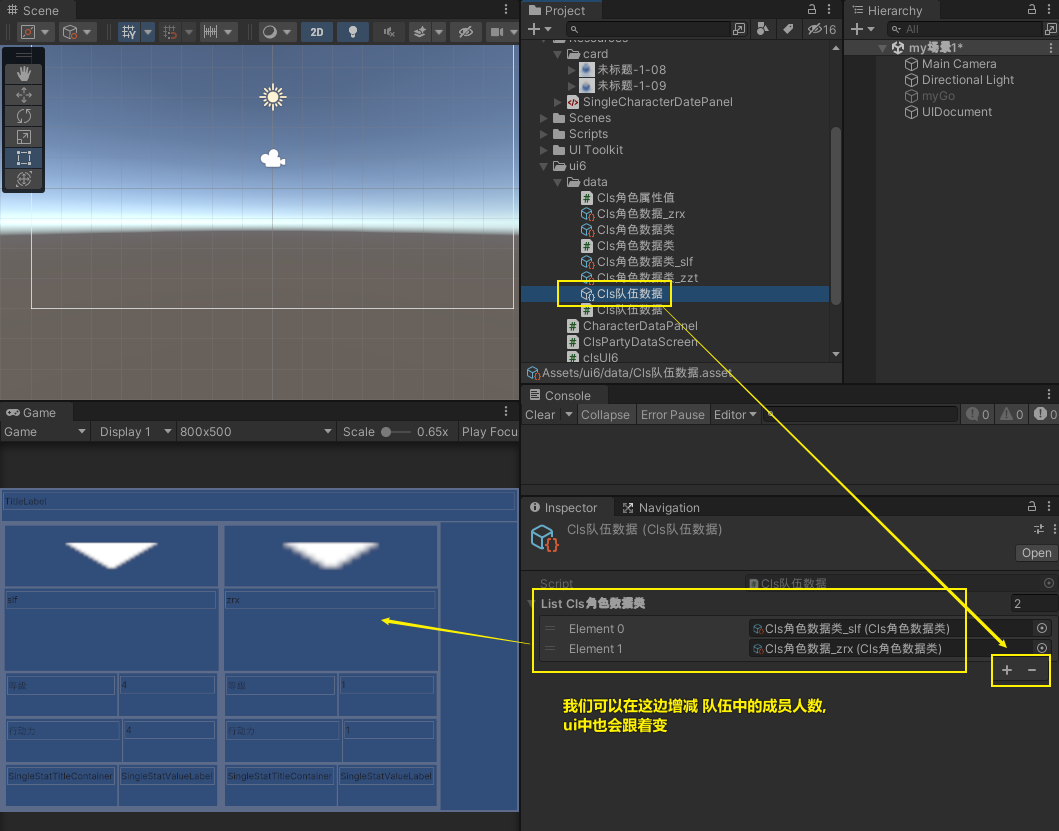 Scene
2D
Game
Game
Display 1
800x500
Scale
0.65x
Play Focu
TitleLabel
slf
zrx
等级
4
等级
1
行动力
4
行动力
1
SingleStatTitleContainer
SingleStatValueLabel
SingleStatTitleContainer
SingleStatValueLabel
Project
16
Resources
card
未标题-1-08
未标题-1-09
SingleCharacterDatePanel
Scenes
Scripts
UI Toolkit
ui6
data
Cls角色属性值
Cls角色数据_zrx
Cls角色数据类
Cls角色数据类
Cls角色数据类_slf
Cls角色数据类_zzt
Cls队伍数据
Cls队伍数据
CharacterDataPanel
ClsPartyDataScreen
clsUI6
Assets/ui6/data/Cls队伍数据.asset
Hierarchy
All
my场景1*
Main Camera
Directional Light
myGo
UIDocument
Console
Clear
Collapse
Error Pause
Editor
0
0
0
Inspector
Navigation
Cls队伍数据 (Cls队伍数据)
Open
Script
Cls队伍数据
List Cls角色数据类
2
Element 0
Cls角色数据类_slf (Cls角色数据类)
Element 1
Cls角色数据_zrx (Cls角色数据类)
我们可以在这边增减 队伍中的成员人数,
ui中也会跟着变